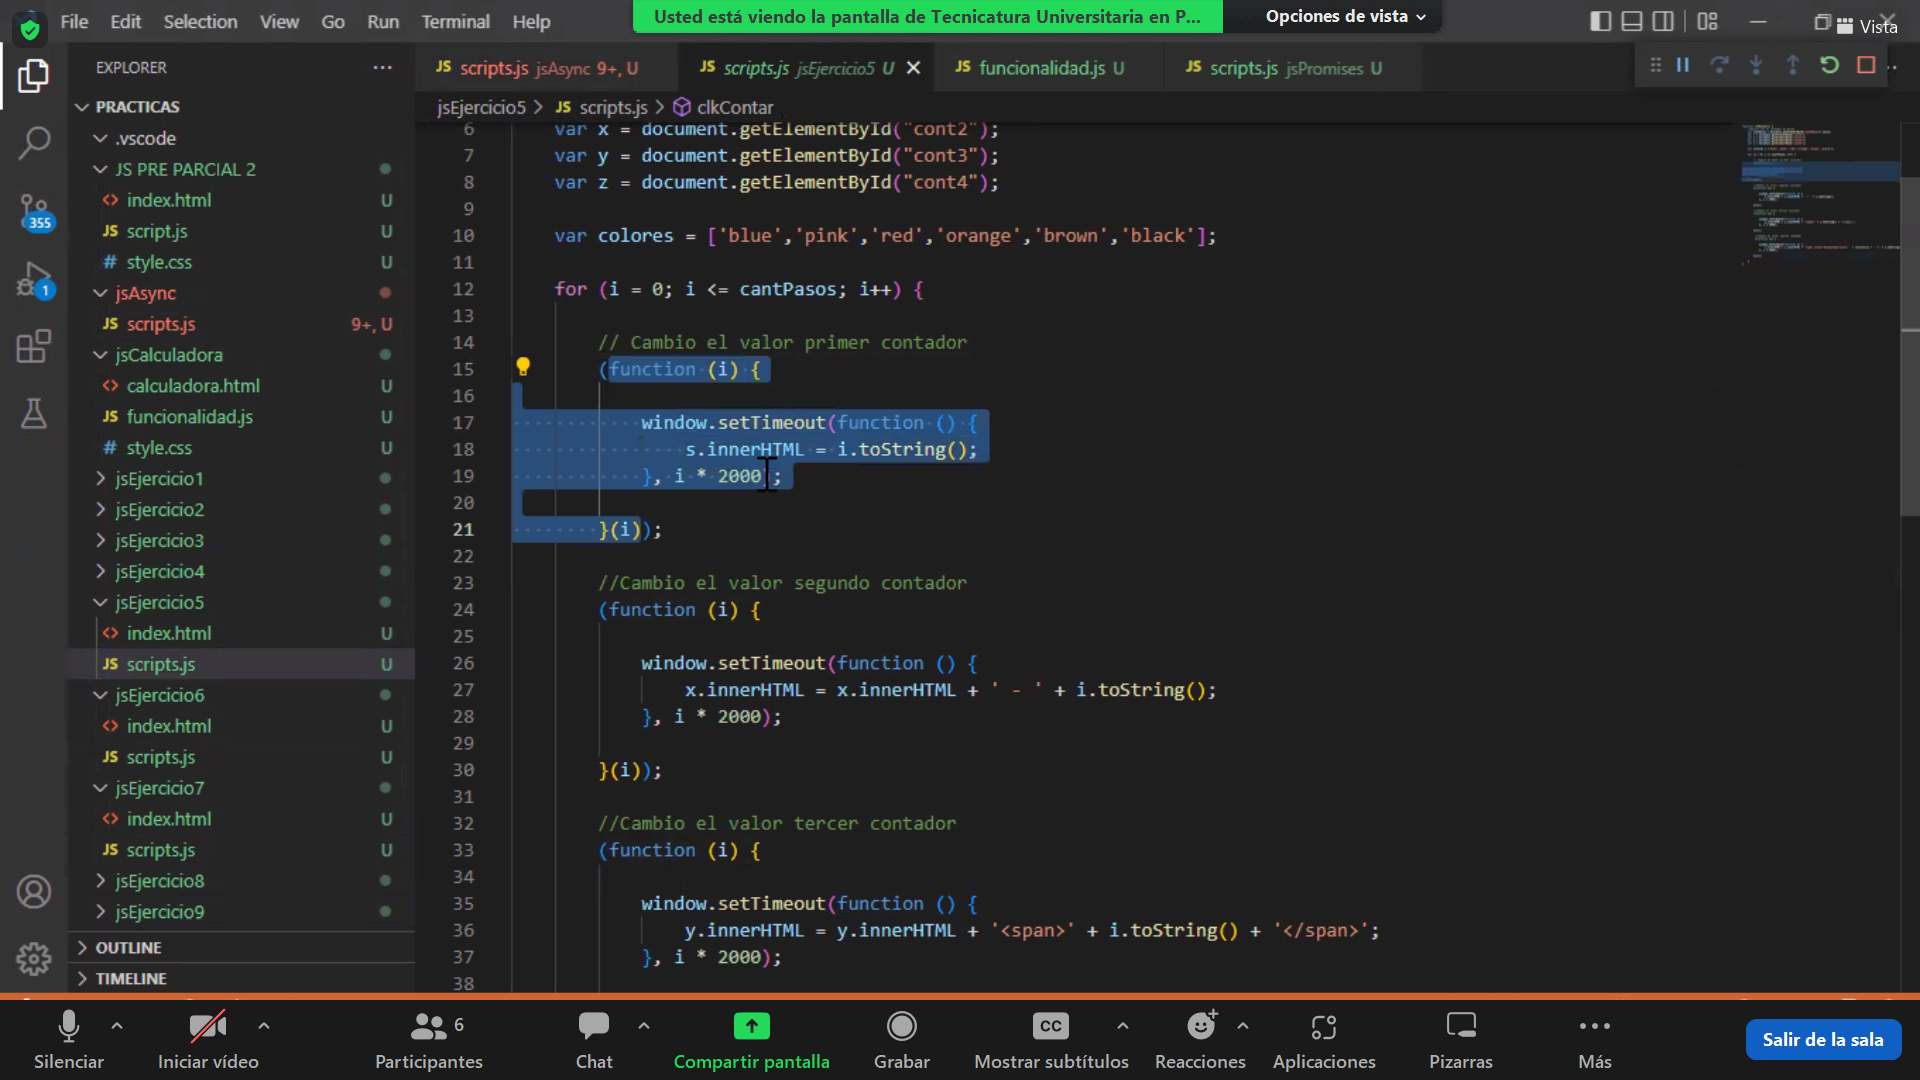 File Edit Selection View Go Run Terminal Help
Usted está viendo la pantalla de Tecnicatura Universitaria en P...
Opciones de vista
Vista
EXPLORER
PRACTICAS
.vscode
JS PRE PARCIAL 2
index.html U
JS script.js U
# style.css U
jsAsync
JS scripts.js 9+, U
jsCalculadora
calculadora.html U
JS funcionalidad.js U
# style.css U
jsEjercicio1
jsEjercicio2
jsEjercicio3
jsEjercicio4
jsEjercicio5
index.html U
JS scripts.js U
jsEjercicio6
index.html U
JS scripts.js U
jsEjercicio7
index.html U
JS scripts.js U
jsEjercicio8
jsEjercicio9
OUTLINE
TIMELINE
355
1
JS scripts.js jsAsync 9+, U
JS scripts.js jsEjercicio5 U
JS funcionalidad.js U
JS scripts.js jsPromises U
jsEjercicio5 > JS scripts.js > clkContar
6 var x = document.getElementById("cont2");
7 var y = document.getElementById("cont3");
8 var z = document.getElementById("cont4");
9
10 var colores = ['blue','pink','red','orange','brown','black'];
11
12 for (i = 0; i <= cantPasos; i++) {
13
14 // Cambio el valor primer contador
15 (function (i) {
16
17 window.setTimeout(function () {
18 s.innerHTML = i.toString();
19 }, i * 2000);
20
21 }(i));
22
23 //Cambio el valor segundo contador
24 (function (i) {
25
26 window.setTimeout(function () {
27 x.innerHTML = x.innerHTML + ' - ' + i.toString();
28 }, i * 2000);
29
30 }(i));
31
32 //Cambio el valor tercer contador
33 (function (i) {
34
35 window.setTimeout(function () {
36 y.innerHTML = y.innerHTML + '<span>' + i.toString() + '</span>';
37 }, i * 2000);
38
Silenciar
Iniciar vídeo
Participantes
6
Chat
Compartir pantalla
Grabar
CC
Mostrar subtítulos
Reacciones
Aplicaciones
Pizarras
Más
Salir de la sala